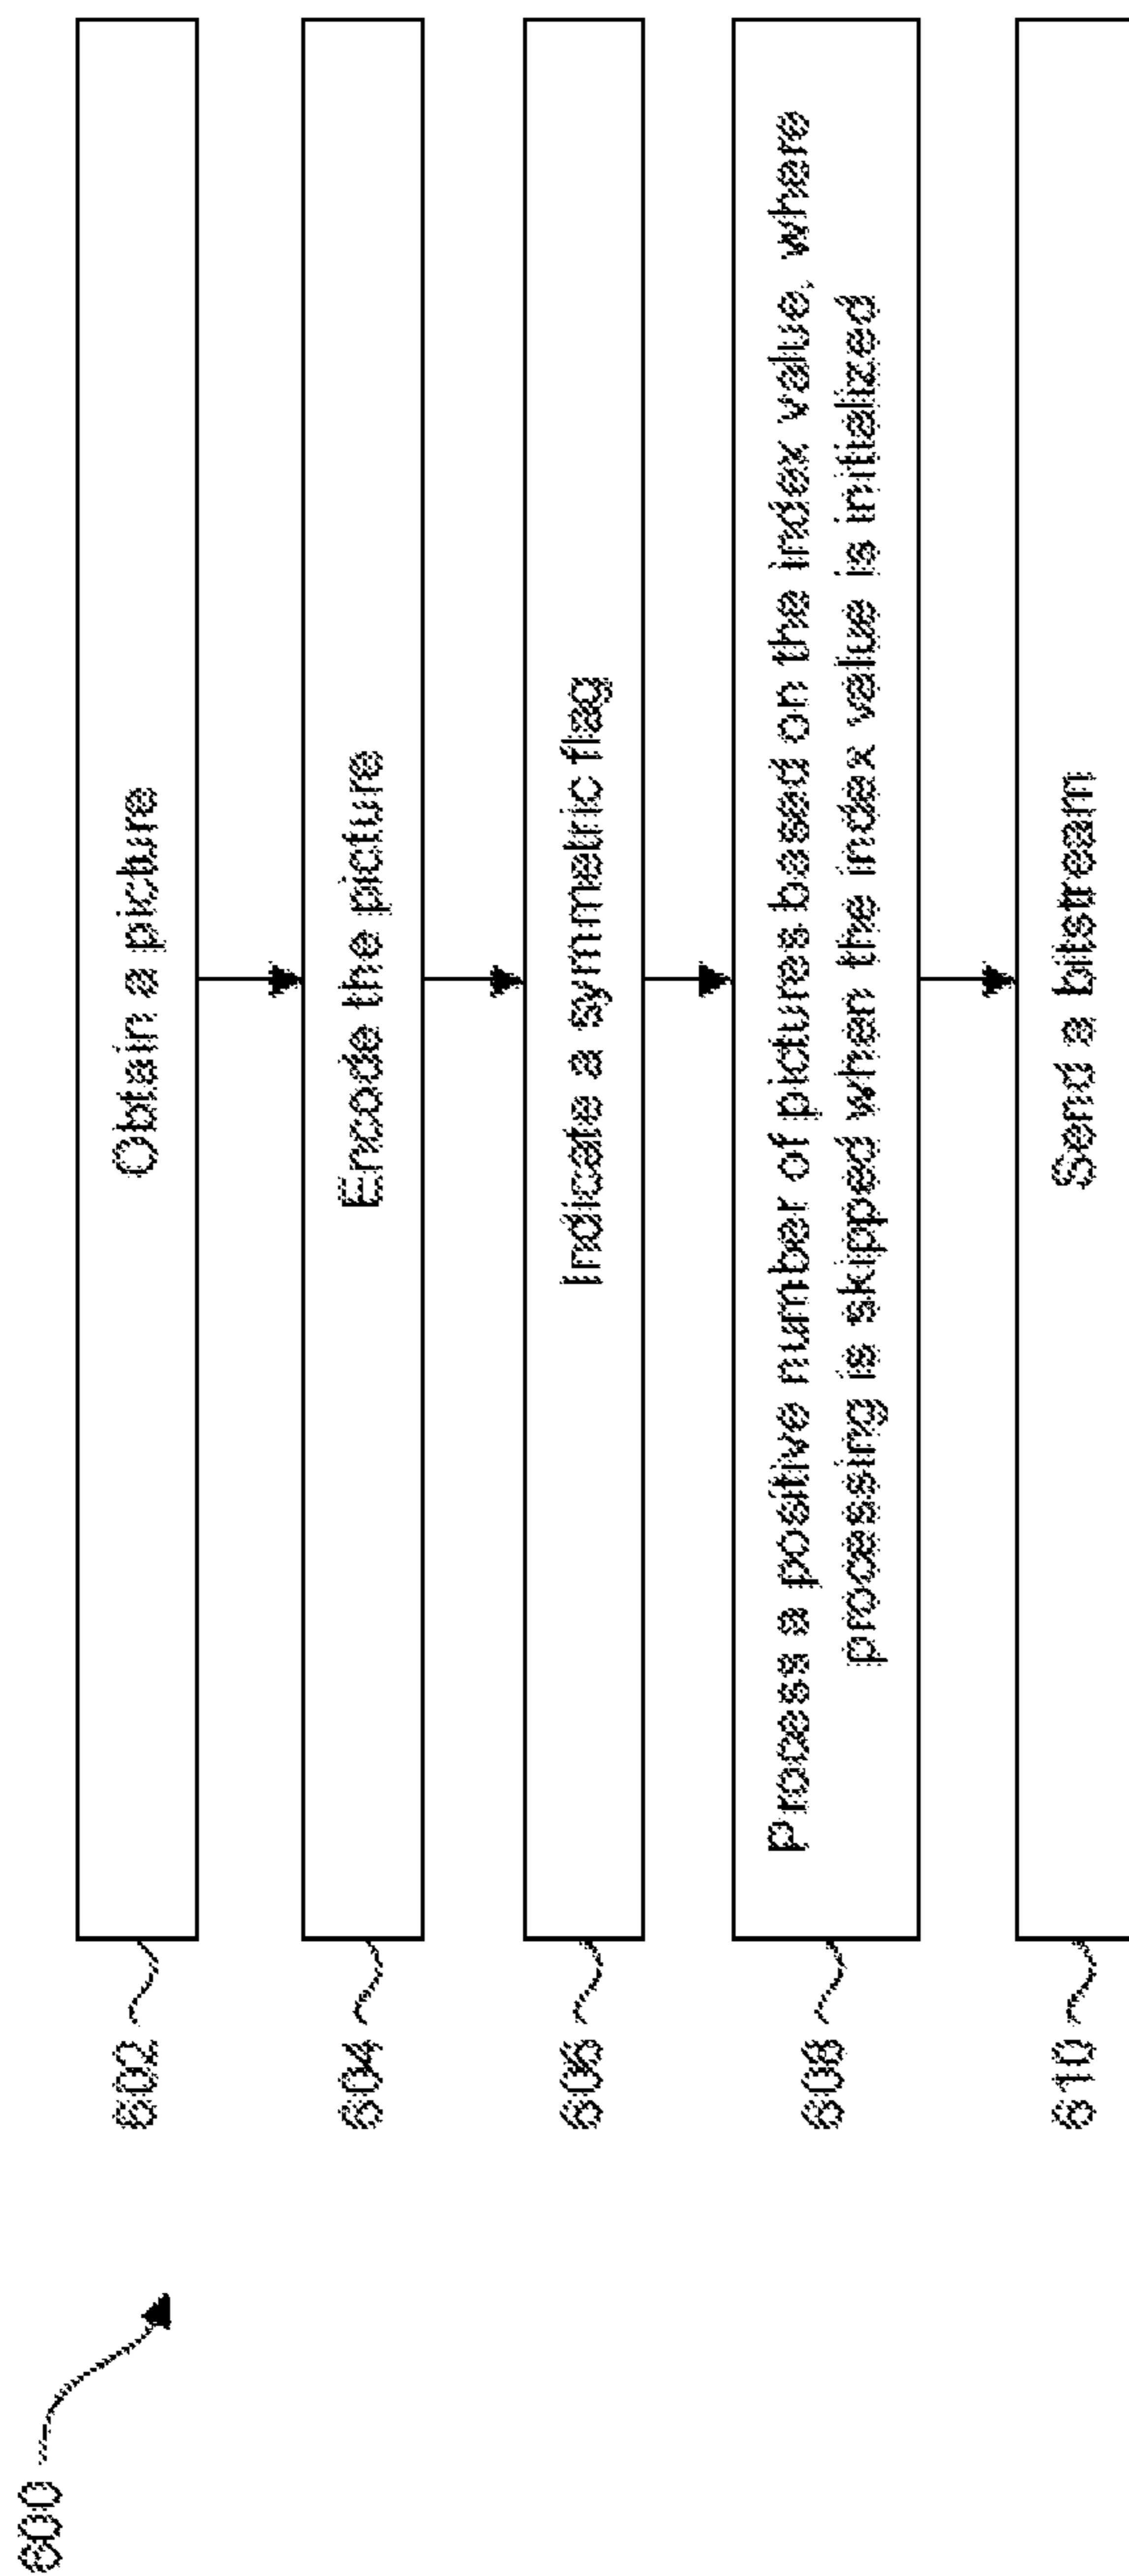 600
602
Obtain a picture
604
Encode the picture
606
Indicate a symmetric flag
608
Process a positive number of pictures based on the index value, where
processing is skipped when the index value is initialized
610
Send a bitstream